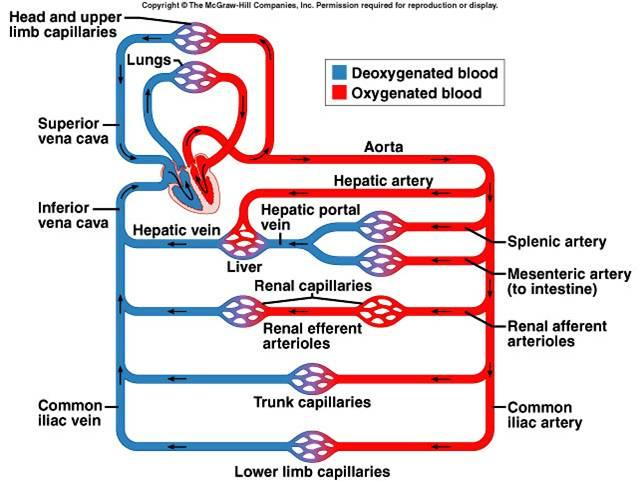 Copyright © The McGraw-Hill Companies, Inc. Permission required for reproduction or display.
Head and upper
limb capillaries
Lungs
Deoxygenated blood
Oxygenated blood
Superior
vena cava
Aorta
Hepatic artery
Inferior
vena cava
Hepatic portal
vein
Hepatic vein
Splenic artery
Liver
Mesenteric artery
(to intestine)
Renal capillaries
Renal efferent
arterioles
Renal afferent
arterioles
Trunk capillaries
Common
iliac vein
Common
iliac artery
Lower limb capillaries